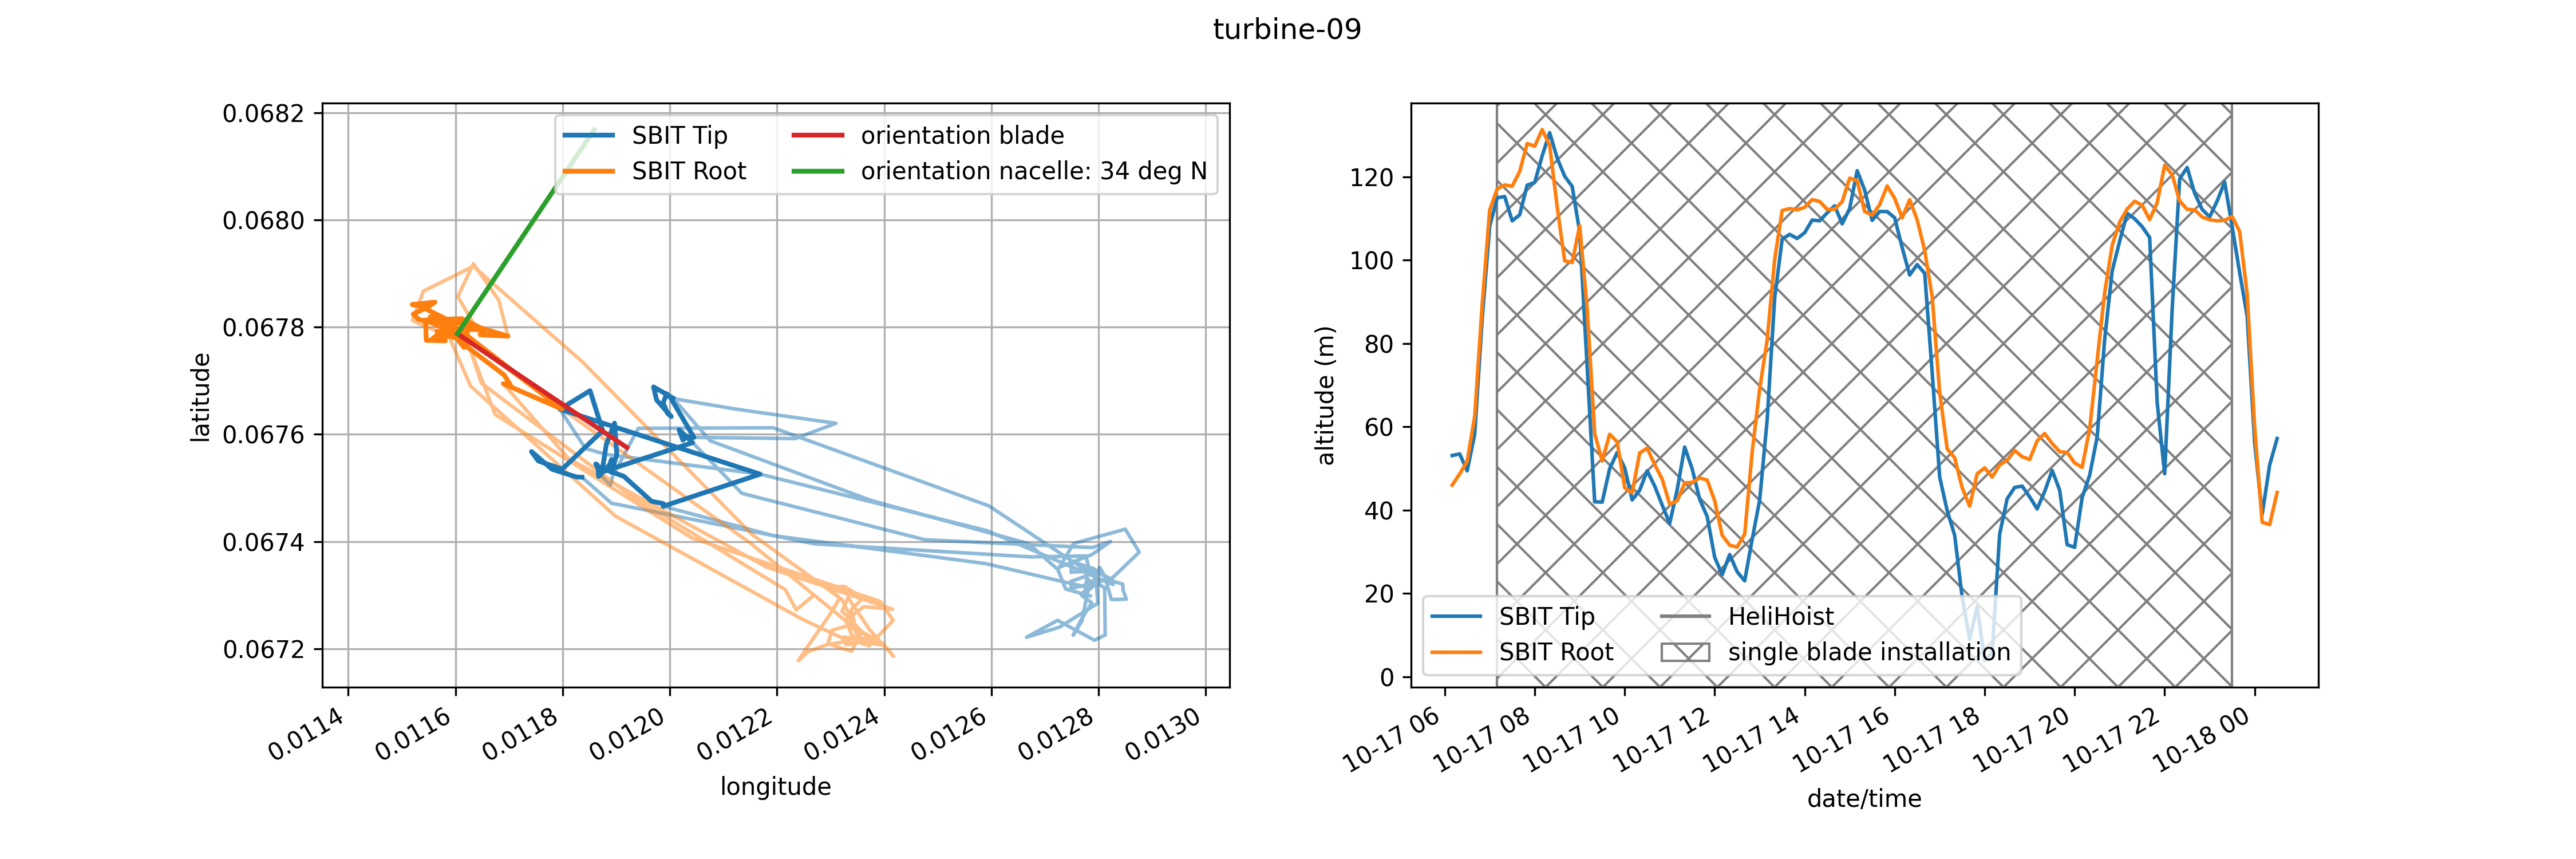 turbine-09
0.0682
0.0680
0.0678
0.0676
0.0674
0.0672
latitude
SBIT Tip
SBIT Root
orientation blade
orientation nacelle: 34 deg N
0.0114
0.0116
0.0118
0.0120
0.0122
0.0124
0.0126
0.0128
0.0130
longitude
120
100
80
60
40
20
0
altitude (m)
SBIT Tip
SBIT Root
HeliHoist
single blade installation
10-17 06
10-17 08
10-17 10
10-17 12
10-17 14
10-17 16
10-17 18
10-17 20
10-17 22
10-18 00
date/time